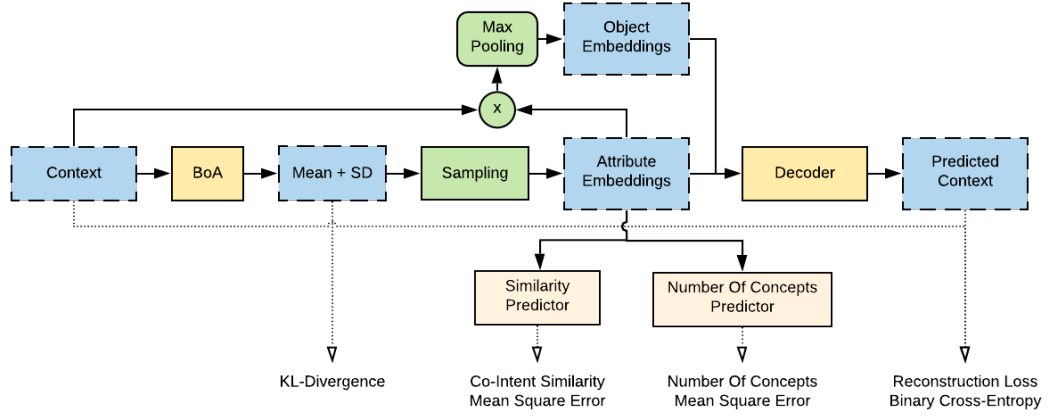 Max
Pooling
Object
Embeddings
x
Context
BoA
Mean + SD
Sampling
Attribute
Embeddings
Decoder
Predicted
Context
Similarity
Predictor
Number Of Concepts
Predictor
KL-Divergence
Co-Intent Similarity
Mean Square Error
Number Of Concepts
Mean Square Error
Reconstruction Loss
Binary Cross-Entropy